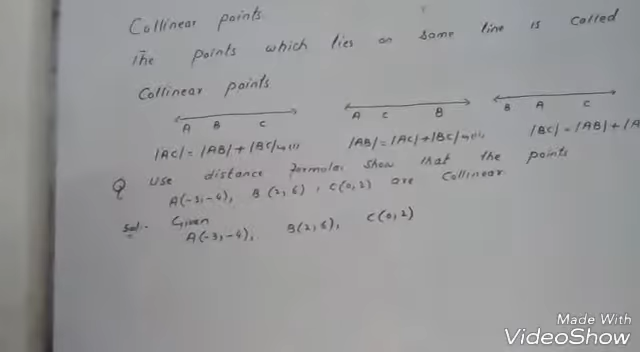 Collinear points
The points which lies on same line is called
Collinear points
A B C
A C B
B A C
|AC| = |AB| + |BC| → (i)
|AB| = |AC| + |BC| → (ii)
|BC| = |AB| + |A
Q Use distance formula, show that the points
A(-3,-4), B(2,6), C(0,2) are collinear
Sol:- Given
A(-3,-4), B(2,6), C(0,2)
Made With
VideoShow